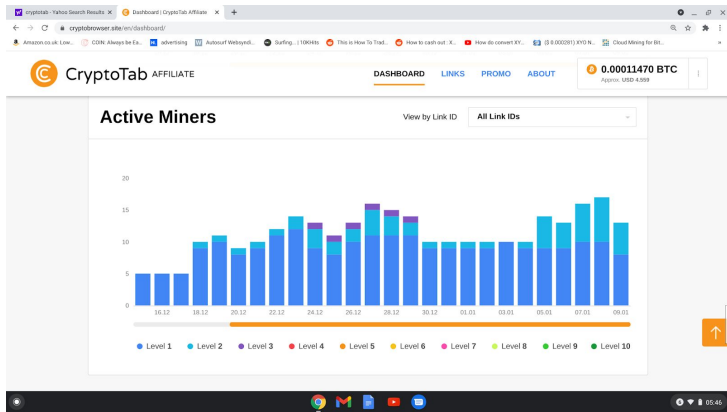 cryptotab - Yahoo Search Results
Dashboard | CryptoTab Affiliate
cryptobrowser.site/en/dashboard/
Amazon.co.uk: Low... COIN: Always be Ea... advertising Autosurf Websyndi... Surfing... | 10KHits This is How To Trad... How to cash out : X... How do convert XY... ($ 0.000281) XYO N... Cloud Mining for Bit... »
CryptoTab AFFILIATE
DASHBOARD LINKS PROMO ABOUT
0.00011470 BTC
Approx. USD 4.559
Active Miners
View by Link ID All Link IDs
20
15
10
5
0
16.12 18.12 20.12 22.12 24.12 26.12 28.12 30.12 01.01 03.01 05.01 07.01 09.01
Level 1 Level 2 Level 3 Level 4 Level 5 Level 6 Level 7 Level 8 Level 9 Level 10
05:46